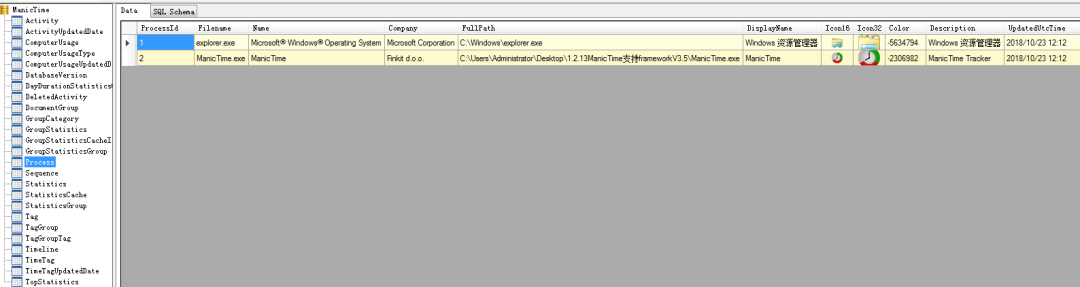 ManicTime
Activity
ActivityUpdatedDate
ComputerUsage
ComputerUsageType
ComputerUsageUpdatedD
DatabaseVersion
DayDurationStatistics
DeletedActivity
DocumentGroup
GroupCategory
GroupStatistics
GroupStatisticsCacheI
GroupStatisticsGroup
Process
Sequence
Statistics
StatisticsCache
StatisticsGroup
Tag
TagGroup
TagGroupTag
Timeline
TimeTag
TimeTagUpdatedDate
TopStatistics
Data SQL Schema
ProcessId Filename Name Company FullPath DisplayName Icon16 Icon32 Color Description UpdatedUtcTime
1 explorer.exe Microsoft® Windows® Operating System Microsoft Corporation C:\Windows\explorer.exe Windows 资源管理器 -5634794 Windows 资源管理器 2018/10/23 12:12
2 ManicTime.exe ManicTime Finkit d.o.o. C:\Users\Administrator\Desktop\1.2.13ManicTime支持frameworkV3.5\ManicTime.exe ManicTime -2306982 ManicTime Tracker 2018/10/23 12:12